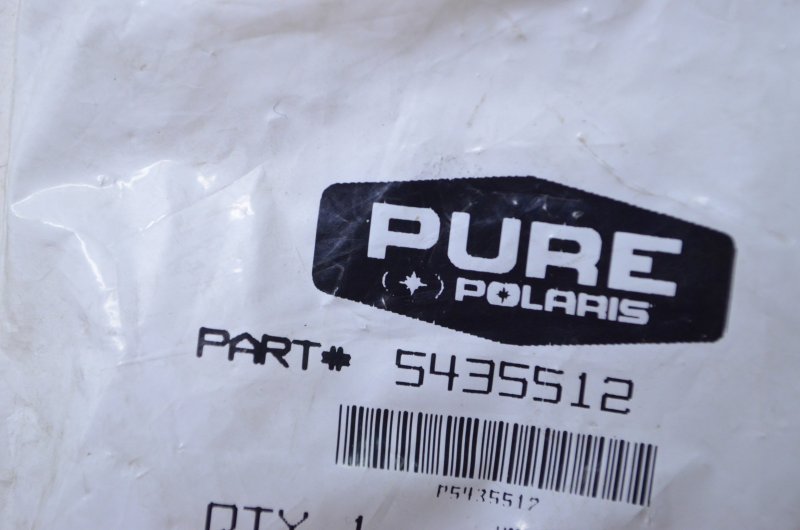 PURE
POLARIS
PART# 5435512
P5435512
QTY 1